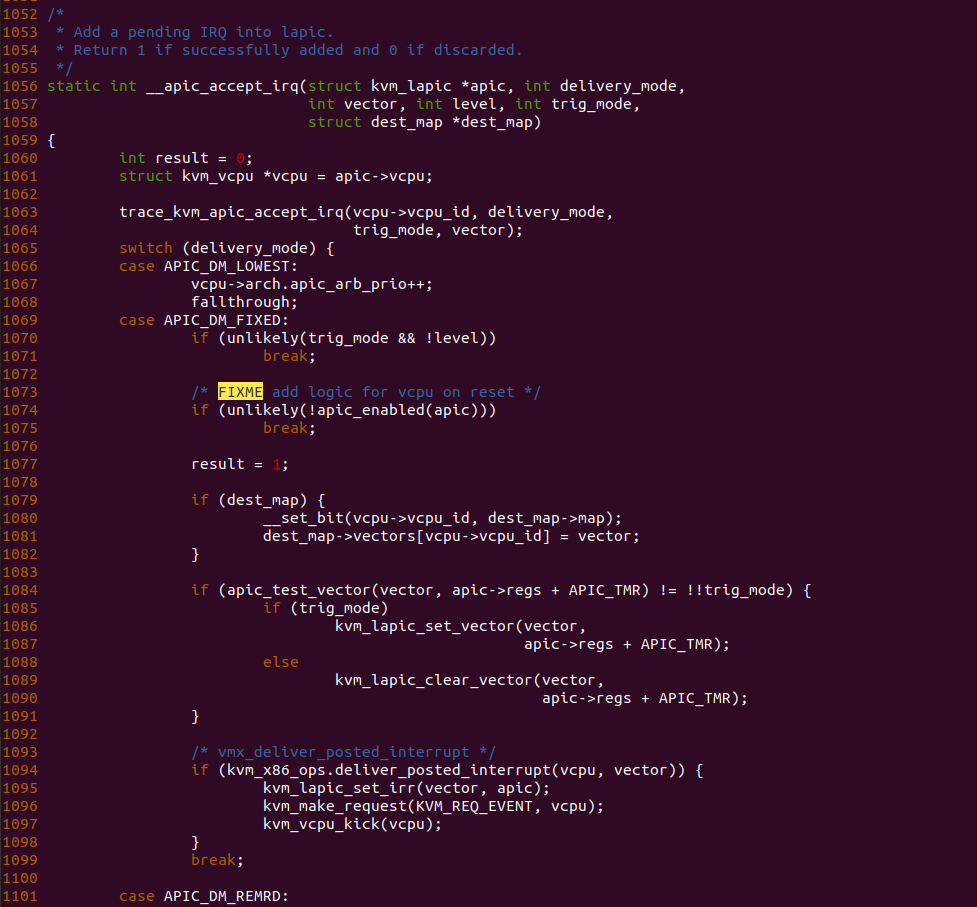 1052 /*
1053  * Add a pending IRQ into lapic.
1054  * Return 1 if successfully added and 0 if discarded.
1055  */
1056 static int __apic_accept_irq(struct kvm_lapic *apic, int delivery_mode,
1057                              int vector, int level, int trig_mode,
1058                              struct dest_map *dest_map)
1059 {
1060         int result = 0;
1061         struct kvm_vcpu *vcpu = apic->vcpu;
1062
1063         trace_kvm_apic_accept_irq(vcpu->vcpu_id, delivery_mode,
1064                                   trig_mode, vector);
1065         switch (delivery_mode) {
1066         case APIC_DM_LOWEST:
1067                 vcpu->arch.apic_arb_prio++;
1068                 fallthrough;
1069         case APIC_DM_FIXED:
1070                 if (unlikely(trig_mode && !level))
1071                         break;
1072
1073                 /* FIXME add logic for vcpu on reset */
1074                 if (unlikely(!apic_enabled(apic)))
1075                         break;
1076
1077                 result = 1;
1078
1079                 if (dest_map) {
1080                         __set_bit(vcpu->vcpu_id, dest_map->map);
1081                         dest_map->vectors[vcpu->vcpu_id] = vector;
1082                 }
1083
1084                 if (apic_test_vector(vector, apic->regs + APIC_TMR) != !!trig_mode) {
1085                         if (trig_mode)
1086                                 kvm_lapic_set_vector(vector,
1087                                                      apic->regs + APIC_TMR);
1088                         else
1089                                 kvm_lapic_clear_vector(vector,
1090                                                        apic->regs + APIC_TMR);
1091                 }
1092
1093                 /* vmx_deliver_posted_interrupt */
1094                 if (kvm_x86_ops.deliver_posted_interrupt(vcpu, vector)) {
1095                         kvm_lapic_set_irr(vector, apic);
1096                         kvm_make_request(KVM_REQ_EVENT, vcpu);
1097                         kvm_vcpu_kick(vcpu);
1098                 }
1099                 break;
1100
1101         case APIC_DM_REMRD: